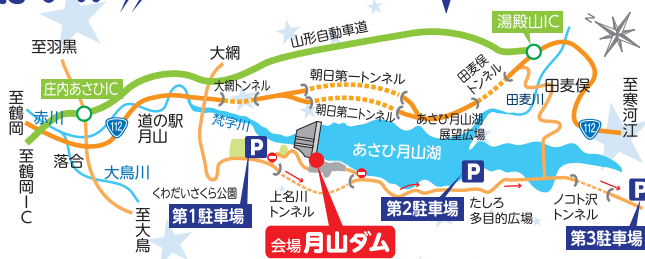 湯殿山IC
山形自動車道
至羽黒
大網
庄内あさひIC
大網トンネル
朝日第一トンネル
朝日第二トンネル
田麦俣
トンネル
田麦俣
田麦川
至寒河江
至鶴岡
赤川
112
道の駅
月山
梵字川
あさひ月山湖
展望広場
112
あさひ月山湖
至鶴岡IC
落合
大鳥川
至大鳥
P
くわだいさくら公園
第1駐車場
上名川
トンネル
会場 月山ダム
P
第2駐車場
たしろ
多目的広場
ノコト沢
トンネル
P
第3駐車場